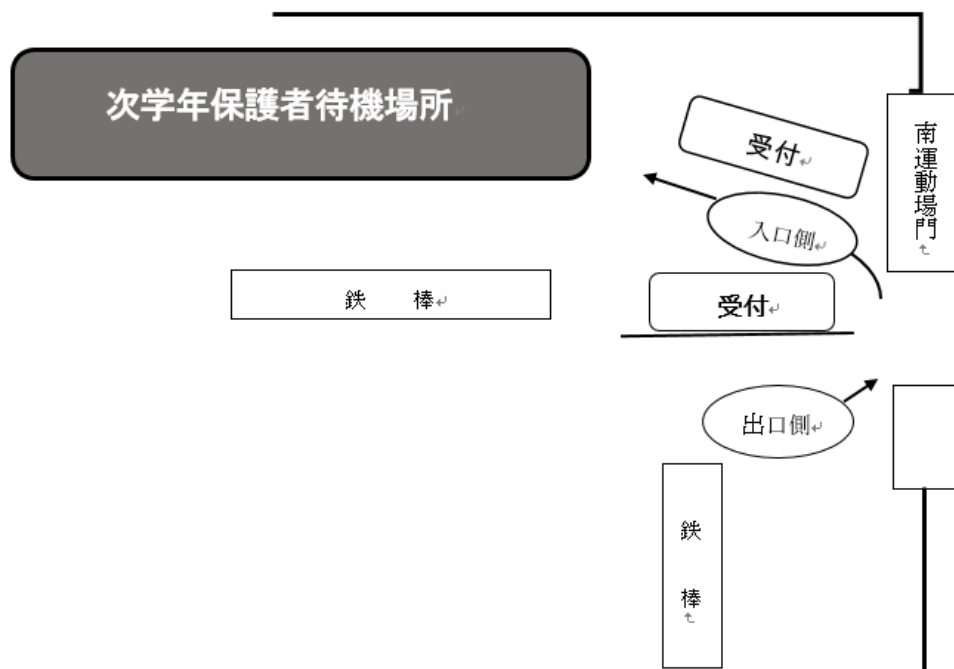 次学年保護者待機場所
受付
南運動場門
入口側
鉄　　棒
受付
出口側
鉄　棒